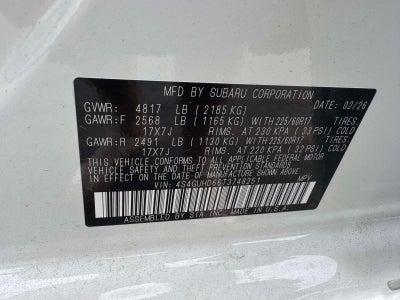 MFD BY SUBARU CORPORATION DATE: 02/26
GVWR: 4817 LB (2185 KG)
GAWR:F 2568 LB (1165 KG) WITH 225/60R17 TIRES,
17X7J RIMS, AT 230 KPA (33 PSI) COLD
GAWR:R 2491 LB (1130 KG) WITH 225/60R17 TIRES,
17X7J RIMS, AT 220 KPA (32 PSI) COLD
THIS VEHICLE CONFORMS TO ALL APPLICABLE FEDERAL MOTOR
VEHICLE SAFETY AND THEFT PREVENTION STANDARDS IN EFFECT
ON THE DATE OF MANUFACTURE SHOWN ABOVE.
VIN: 4S4GUHD66T3748251 MPV
ASSEMBLED BY SIA INC. MADE IN U.S.A.